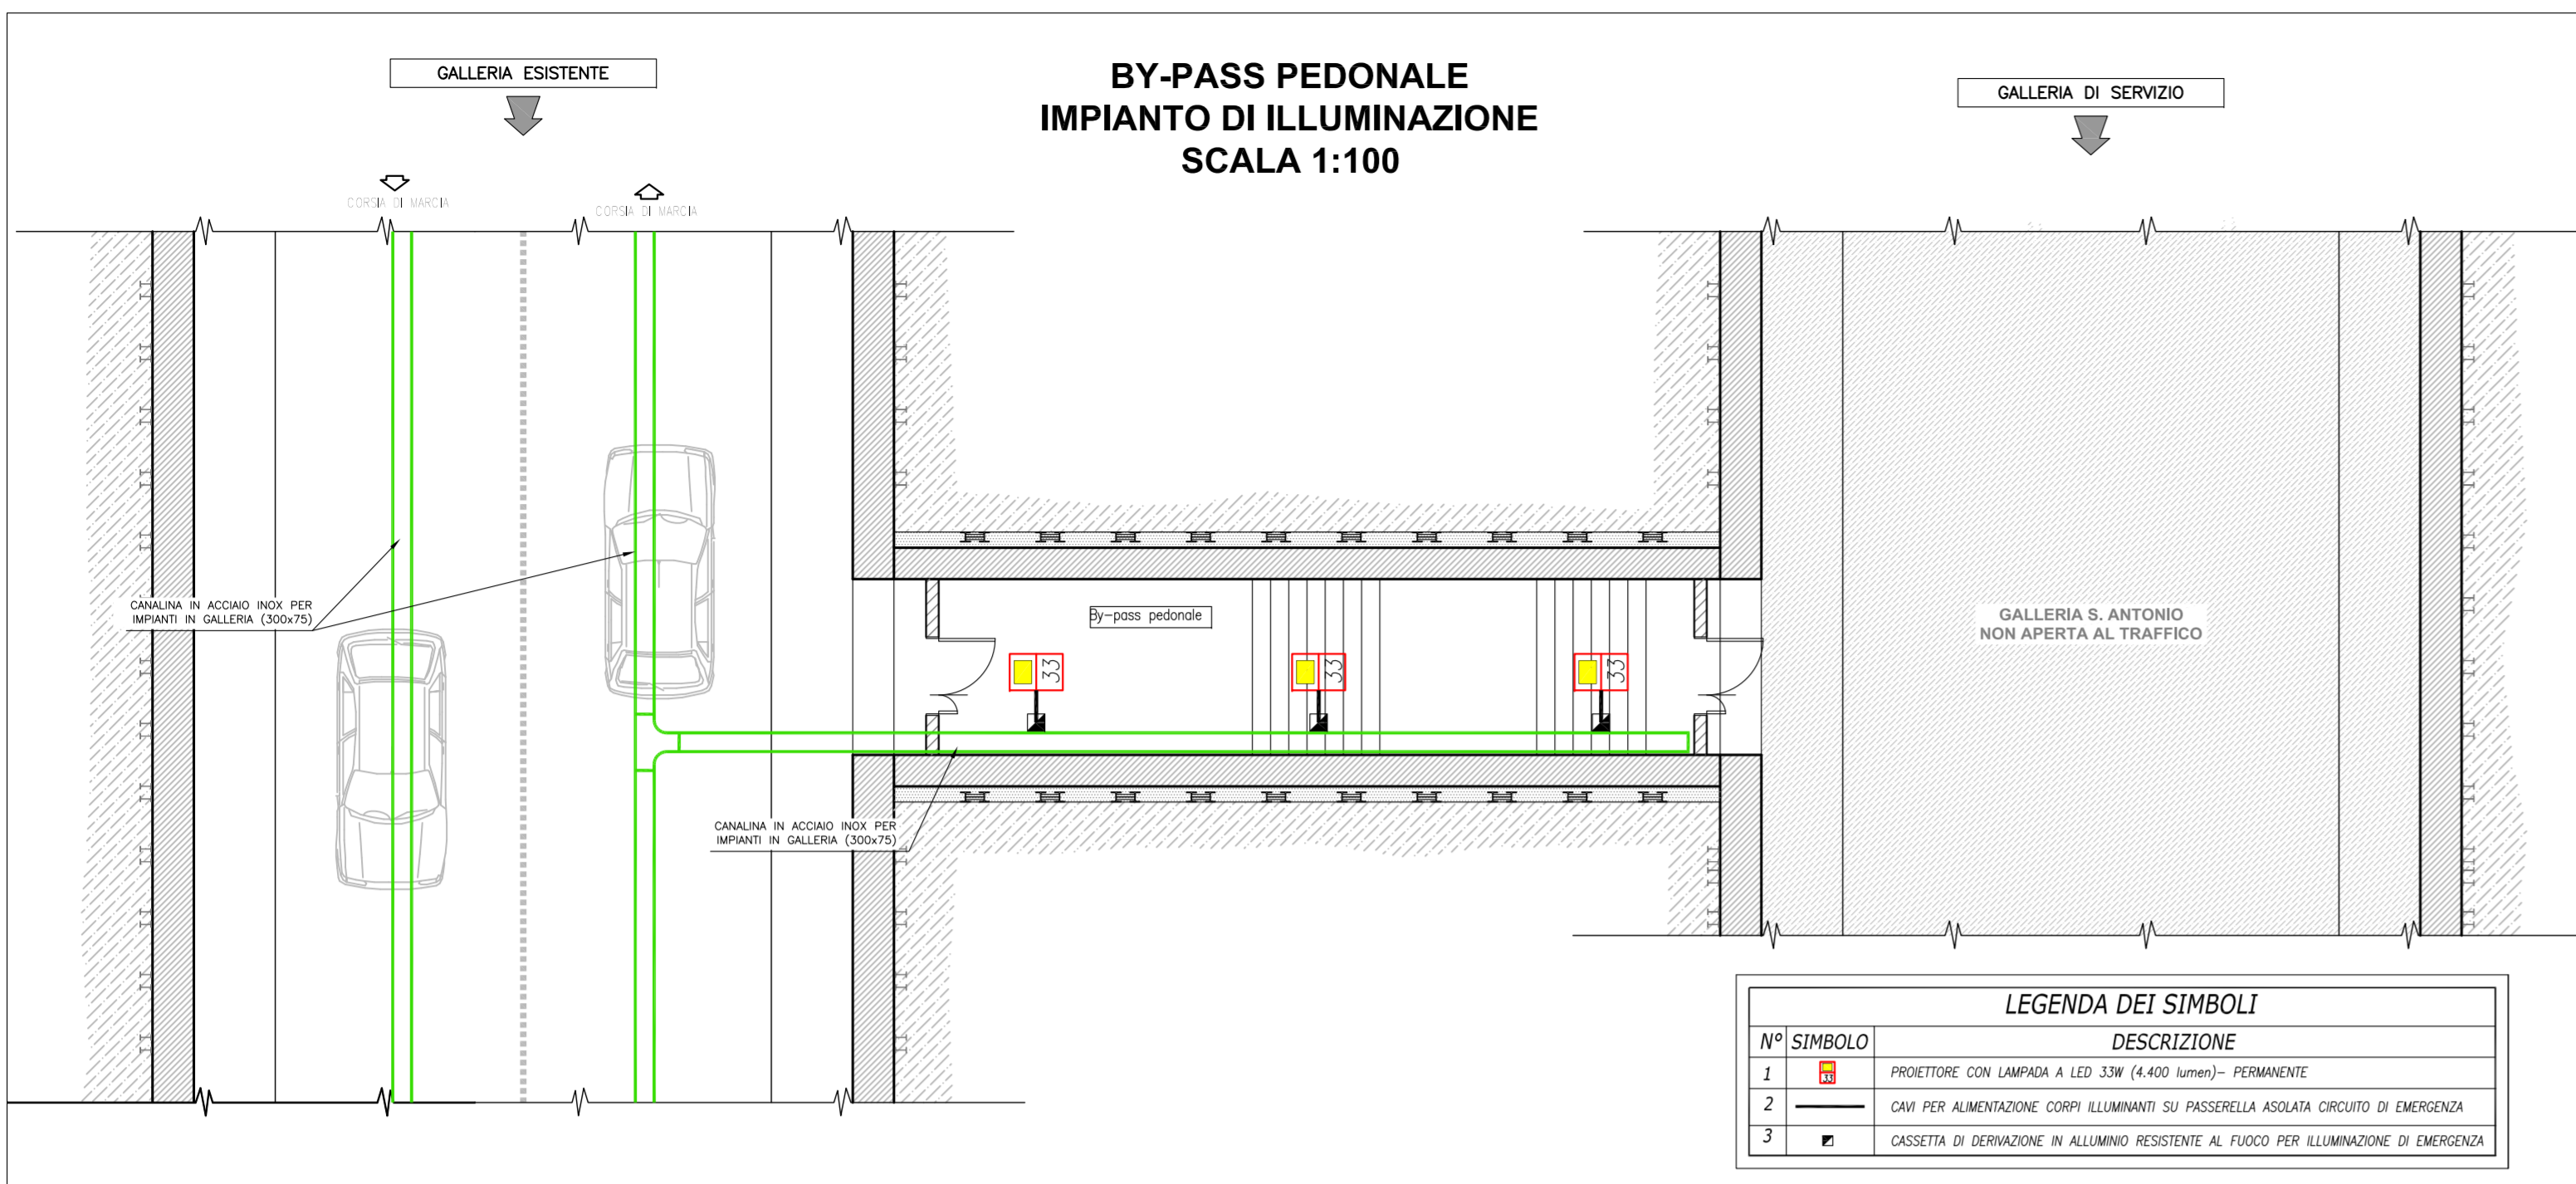 GALLERIA ESISTENTE
BY-PASS PEDONALE
IMPIANTO DI ILLUMINAZIONE
SCALA 1:100
GALLERIA DI SERVIZIO
CORSIA DI MARCIA
CORSIA DI MARCIA
CANALINA IN ACCIAIO INOX PER
IMPIANTI IN GALLERIA (300x75)
By-pass pedonale
33
33
33
GALLERIA S. ANTONIO
NON APERTA AL TRAFFICO
CANALINA IN ACCIAIO INOX PER
IMPIANTI IN GALLERIA (300x75)
LEGENDA DEI SIMBOLI
N° SIMBOLO DESCRIZIONE
1 33 PROIETTORE CON LAMPADA A LED 33W (4.400 lumen)- PERMANENTE
2 CAVI PER ALIMENTAZIONE CORPI ILLUMINANTI SU PASSERELLA ASOLATA CIRCUITO DI EMERGENZA
3 CASSETTA DI DERIVAZIONE IN ALLUMINIO RESISTENTE AL FUOCO PER ILLUMINAZIONE DI EMERGENZA